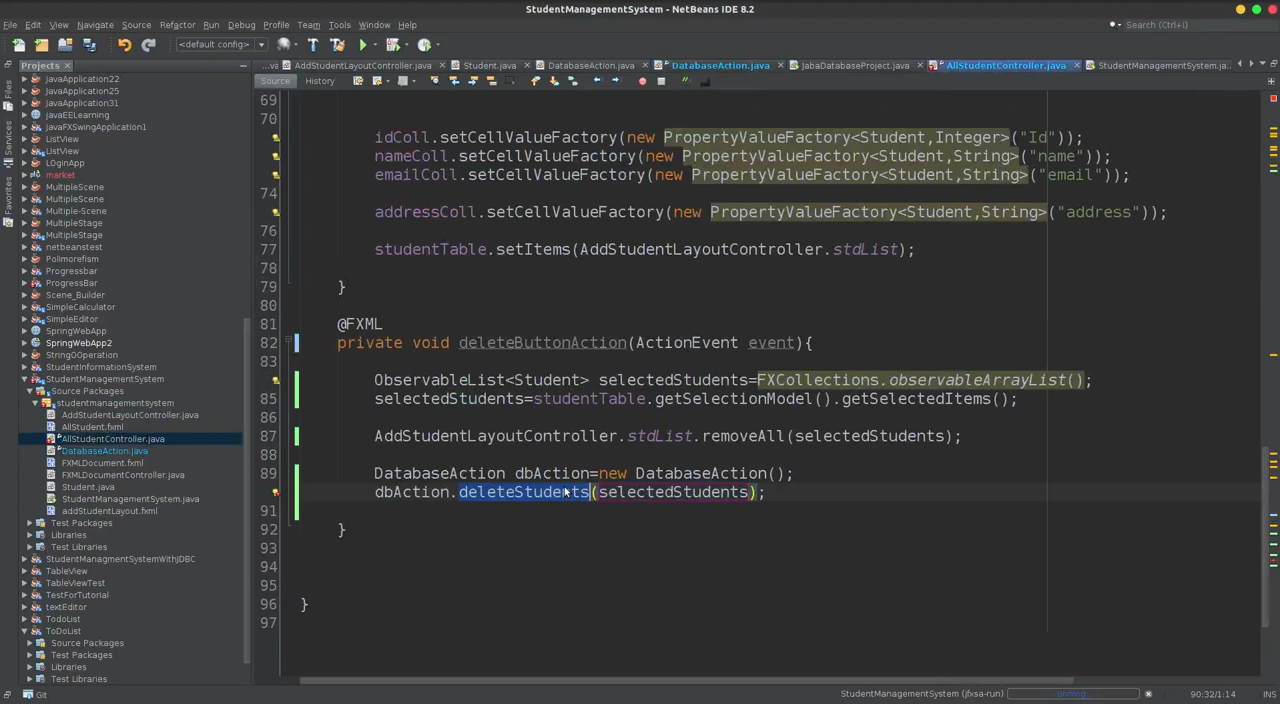 StudentManagementSystem - NetBeans IDE 8.2
File Edit View Navigate Source Refactor Run Debug Profile Team Tools Window Help
Search (Ctrl+I)
<default config>
Projects
...va AddStudentLayoutController.java Student.java DatabaseAction.java DatabaseAction.java JabaDatabaseProject.java AllStudentController.java StudentManagementSystem.ja...
Source History
Files
Services
Favorites
JavaApplication22
JavaApplication25
JavaApplication31
javaEELearning
JavaFXSwingApplication1
ListView
ListView
LOginApp
market
MultipleScene
MultipleScene
Multiple-Scene
MultipleStage
MultipleStage
netbeanstest
Polimorefism
Progressbar
ProgressBar
Scene_Builder
SimpleCalculator
SimpleEditor
SpringWebApp
SpringWebApp2
StringOOperation
StudentInformationSystem
StudentManagementSystem
Source Packages
studentmanagementsystem
AddStudentLayoutController.java
AllStudent.fxml
AllStudentController.java
DatabaseAction.java
FXMLDocument.fxml
FXMLDocumentController.java
Student.java
StudentManagementSystem.java
addStudentLayout.fxml
Test Packages
Libraries
Test Libraries
StudentManagmentSystemWithJDBC
TableView
TableViewTest
TestForTutorial
textEditor
TodoList
ToDoList
Source Packages
Test Packages
Libraries
Test Libraries
69
70
idColl.setCellValueFactory(new PropertyValueFactory<Student,Integer>("Id"));
nameColl.setCellValueFactory(new PropertyValueFactory<Student,String>("name"));
emailColl.setCellValueFactory(new PropertyValueFactory<Student,String>("email"));
74
addressColl.setCellValueFactory(new PropertyValueFactory<Student,String>("address"));
76
77 studentTable.setItems(AddStudentLayoutController.stdList);
78
79 }
80
81 @FXML
82 private void deleteButtonAction(ActionEvent event){
83
ObservableList<Student> selectedStudents=FXCollections.observableArrayList();
85 selectedStudents=studentTable.getSelectionModel().getSelectedItems();
86
87 AddStudentLayoutController.stdList.removeAll(selectedStudents);
88
89 DatabaseAction dbAction=new DatabaseAction();
dbAction.deleteStudents(selectedStudents);
91
92 }
93
94
95
96 }
97
Git
StudentManagementSystem (jfxsa-run) running... 90:32/1:14 INS